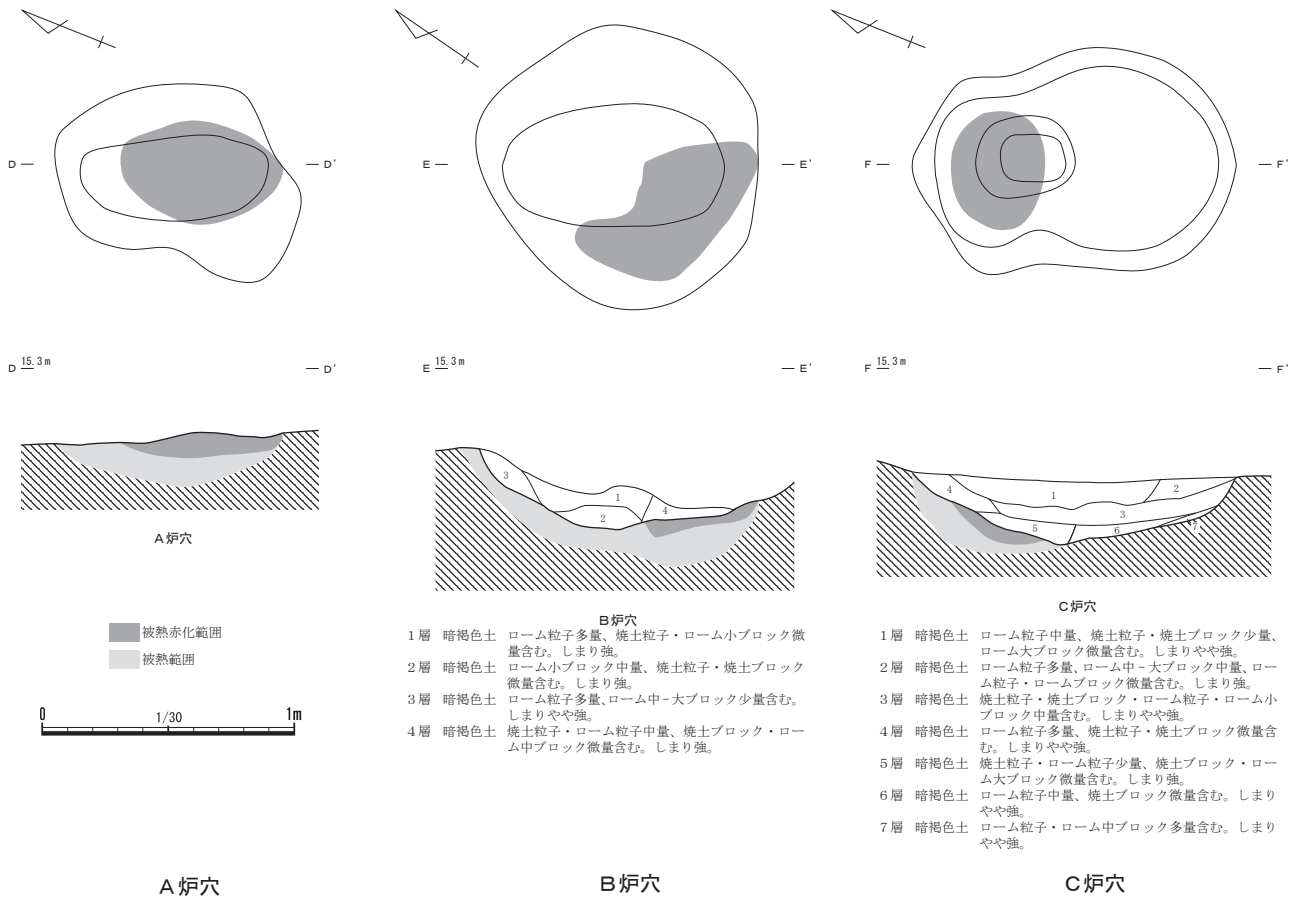 D
D'
E
E'
F
F'
D 15.3m
D'
E 15.3m
E'
F 15.3m
F'
A炉穴
被熱赤化範囲
被熱範囲
0 1/30 1m
3
1
2
4
B炉穴
1層 暗褐色土 ローム粒子多量、焼土粒子・ローム小ブロック微
量含む。しまり強。
2層 暗褐色土 ローム小ブロック中量、焼土粒子・焼土ブロック
微量含む。しまり強。
3層 暗褐色土 ローム粒子多量、ローム中−大ブロック少量含む。
しまりやや強。
4層 暗褐色土 焼土粒子・ローム粒子中量、焼土ブロック・ロー
ム中ブロック微量含む。しまり強。
4
1
2
3
5
6
7
C炉穴
1層 暗褐色土 ローム粒子中量、焼土粒子・焼土ブロック少量、
ローム大ブロック微量含む。しまりやや強。
2層 暗褐色土 ローム粒子多量、ローム中−大ブロック中量、ロー
ム粒子・ロームブロック微量含む。しまり強。
3層 暗褐色土 焼土粒子・焼土ブロック・ローム粒子・ローム小
ブロック中量含む。しまりやや強。
4層 暗褐色土 ローム粒子多量、焼土粒子・焼土ブロック微量含
む。しまりやや強。
5層 暗褐色土 焼土粒子・ローム粒子少量、焼土ブロック・ロー
ム大ブロック微量含む。しまり強。
6層 暗褐色土 ローム粒子中量、焼土ブロック微量含む。しまり
やや強。
7層 暗褐色土 ローム粒子・ローム中ブロック多量含む。しまり
やや強。
A炉穴
B炉穴
C炉穴